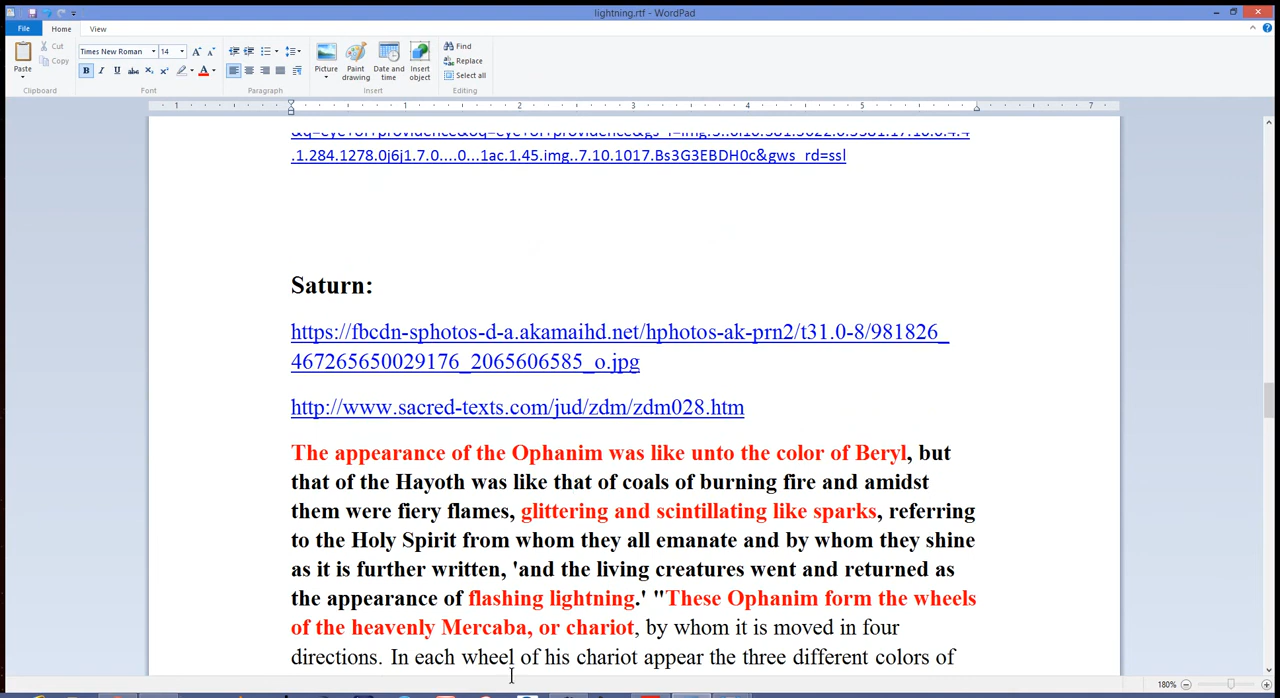 lightning.rtf - WordPad
File Home View
Times New Roman 14
Cut
Copy
Paste
Picture
Paint drawing
Date and time
Insert object
Find
Replace
Select all
Clipboard Font Paragraph Insert Editing
1 1 2 3 4 5 7
.1.284.1278.0j6j1.7.0....0...1ac.1.45.img..7.10.1017.Bs3G3EBDH0c&gws_rd=ssl
Saturn:
https://fbcdn-sphotos-d-a.akamaihd.net/hphotos-ak-prn2/t31.0-8/981826_
467265650029176_2065606585_o.jpg
http://www.sacred-texts.com/jud/zdm/zdm028.htm
The appearance of the Ophanim was like unto the color of Beryl, but
that of the Hayoth was like that of coals of burning fire and amidst
them were fiery flames, glittering and scintillating like sparks, referring
to the Holy Spirit from whom they all emanate and by whom they shine
as it is further written, 'and the living creatures went and returned as
the appearance of flashing lightning.' "These Ophanim form the wheels
of the heavenly Mercaba, or chariot, by whom it is moved in four
directions. In each wheel of his chariot appear the three different colors of
180%